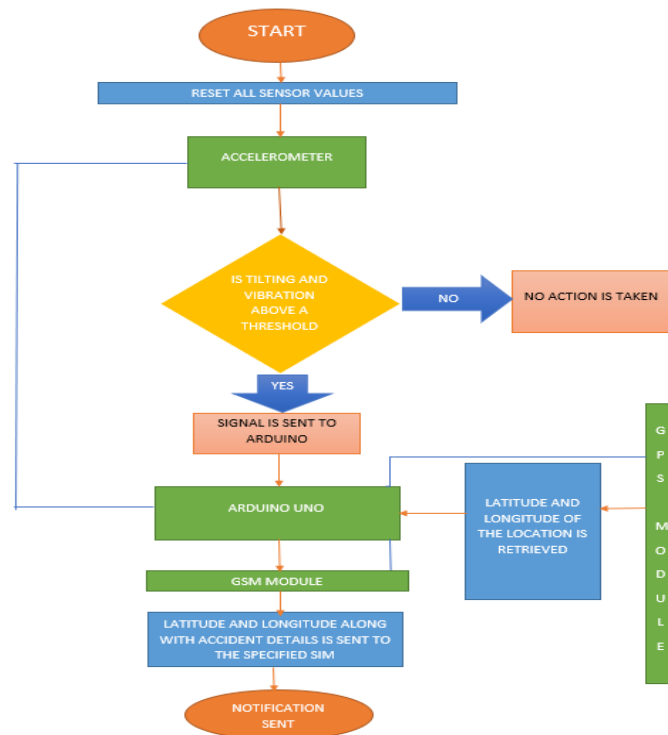 START
RESET ALL SENSOR VALUES
ACCELEROMETER
IS TILTING AND
VIBRATION
ABOVE A
THRESHOLD
NO
NO ACTION IS TAKEN
YES
SIGNAL IS SENT TO
ARDUINO
ARDUINO UNO
LATITUDE AND
LONGITUDE OF
THE LOCATION IS
RETRIEVED
G
P
S
M
O
D
U
L
E
GSM MODULE
LATITUDE AND LONGITUDE ALONG
WITH ACCIDENT DETAILS IS SENT TO
THE SPECIFIED SIM
NOTIFICATION
SENT